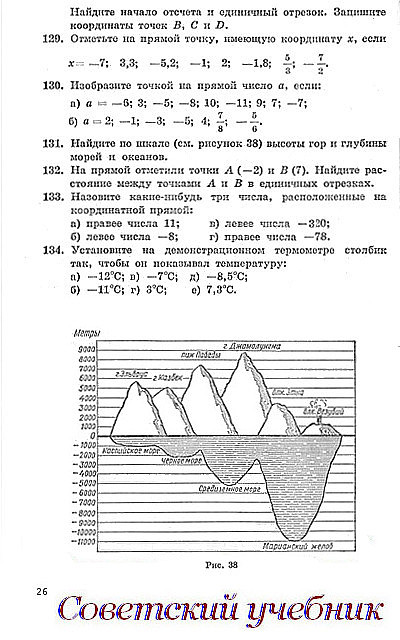 Найдите начало отсчета и единичный отрезок. Запишите
координаты точек B, C и D.
129. Отметьте на прямой точку, имеющую координату x, если
x= −7; 3,3; −5,2; −1; 2; −1,8; 5/3; −7/2.
130. Изобразите точкой на прямой число a, если:
а) a = −6; 3; −5; −8; 10; −11; 9; 7; −7;
б) a = 2; −1; −3; −5; 4; 7/8; −5/6.
131. Найдите по шкале (см. рисунок 38) высоты гор и глубины
морей и океанов.
132. На прямой отметили точки A (−2) и B (7). Найдите рас-
стояние между точками A и B в единичных отрезках.
133. Назовите какие-нибудь три числа, расположенные на
координатной прямой:
а) правее числа 11; в) левее числа −320;
б) левее числа −8; г) правее числа −78.
134. Установите на демонстрационном термометре столбик
так, чтобы он показывал температуру:
а) −12°C; в) −7°C; д) −8,5°C;
б) −11°C; г) 3°C; е) 7,3°C.
Метры
9000
8000
7000
6000
5000
4000
3000
2000
1000
0
−1000
−2000
−3000
−4000
−5000
−6000
−7000
−8000
−9000
−10000
−11000
г. Эльбрус
г. Казбек
пик Победы
г. Джомолунгма
влк. Этна
влк. Везувий
Каспийское море
Черное море
Средиземное море
Марианский желоб
Рис. 38
26
Советский учебник